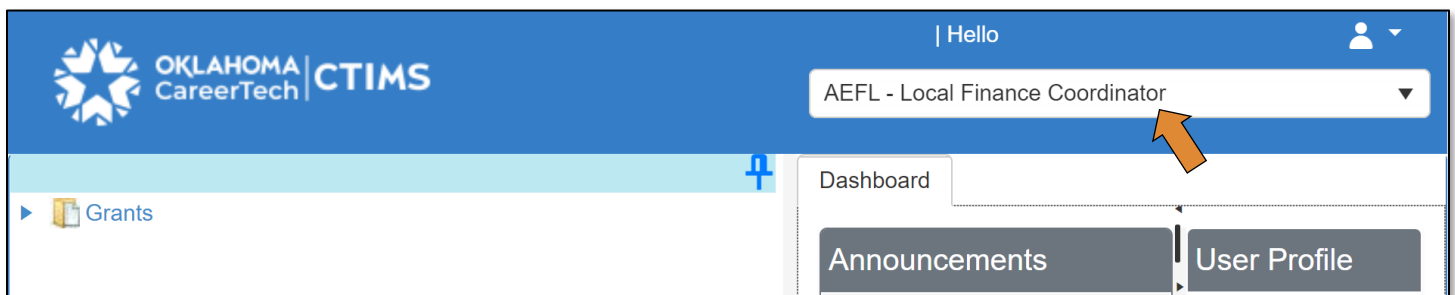 | Hello
OKLAHOMA
CareerTech | CTIMS
AEFL - Local Finance Coordinator
Dashboard
Grants
Announcements
User Profile